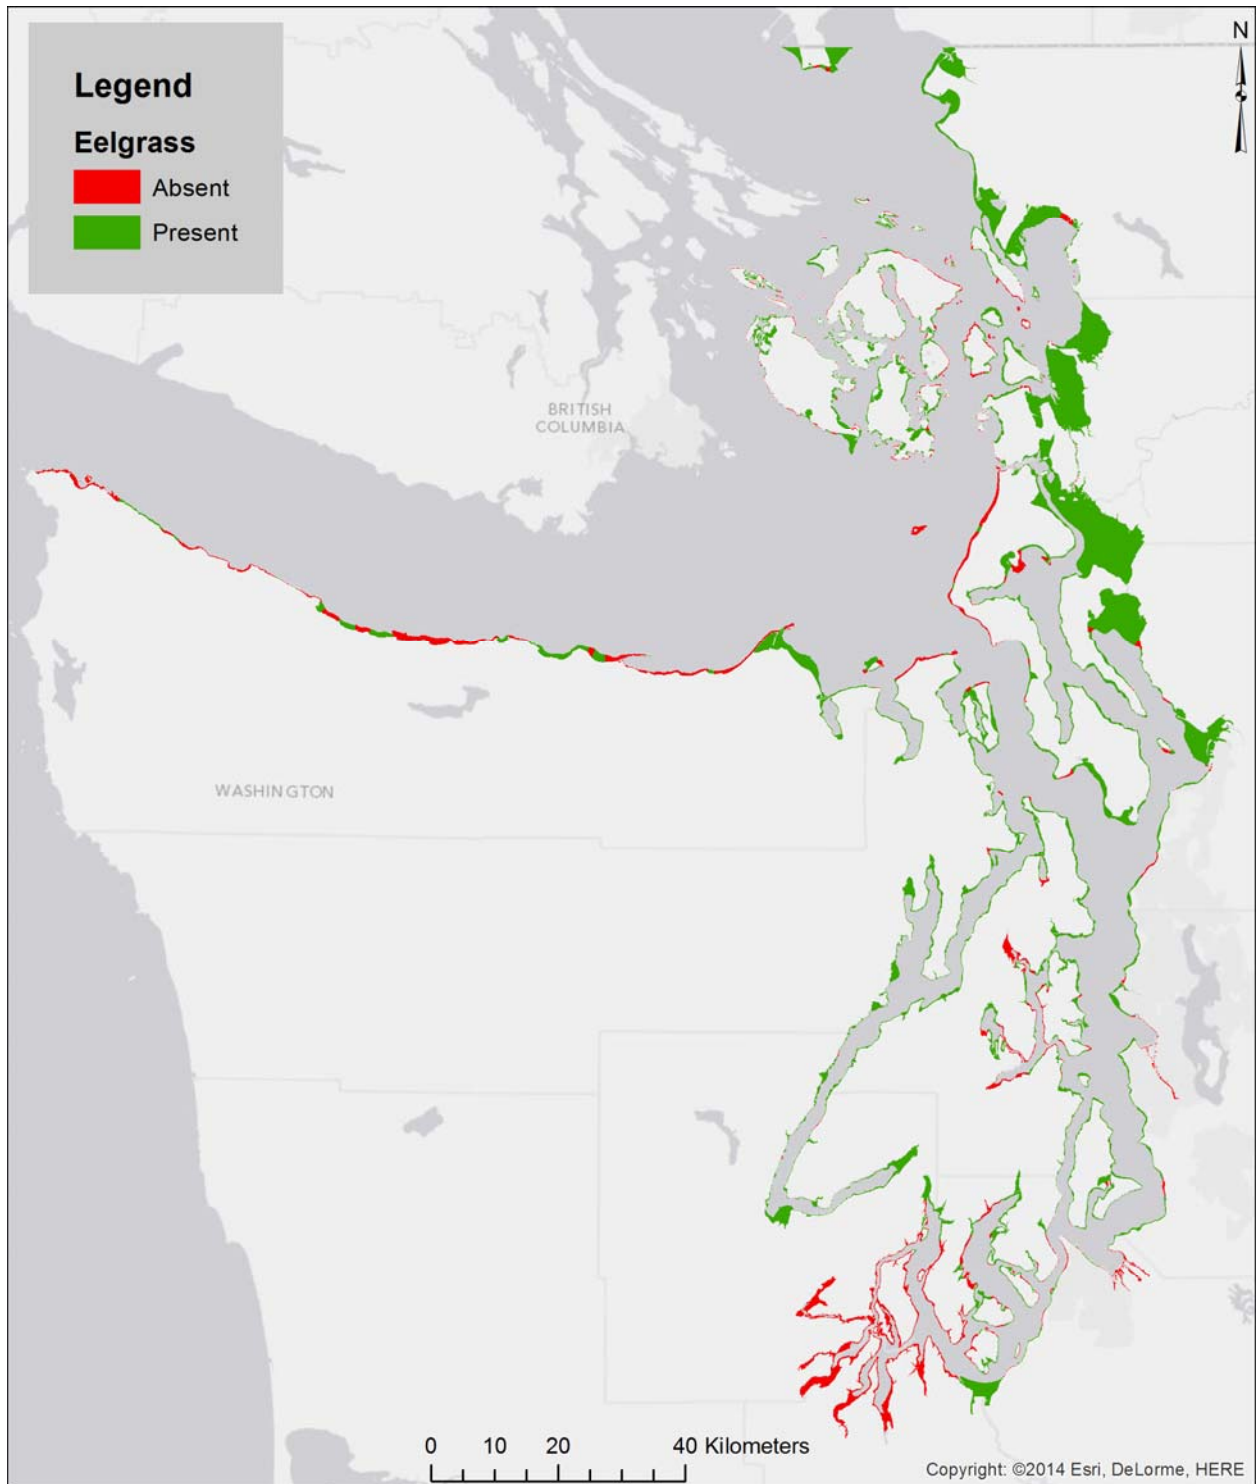 Legend
Eelgrass
Absent
Present
N
BRITISH
COLUMBIA
WASHINGTON
0 10 20 40 Kilometers
Copyright: ©2014 Esri, DeLorme, HERE